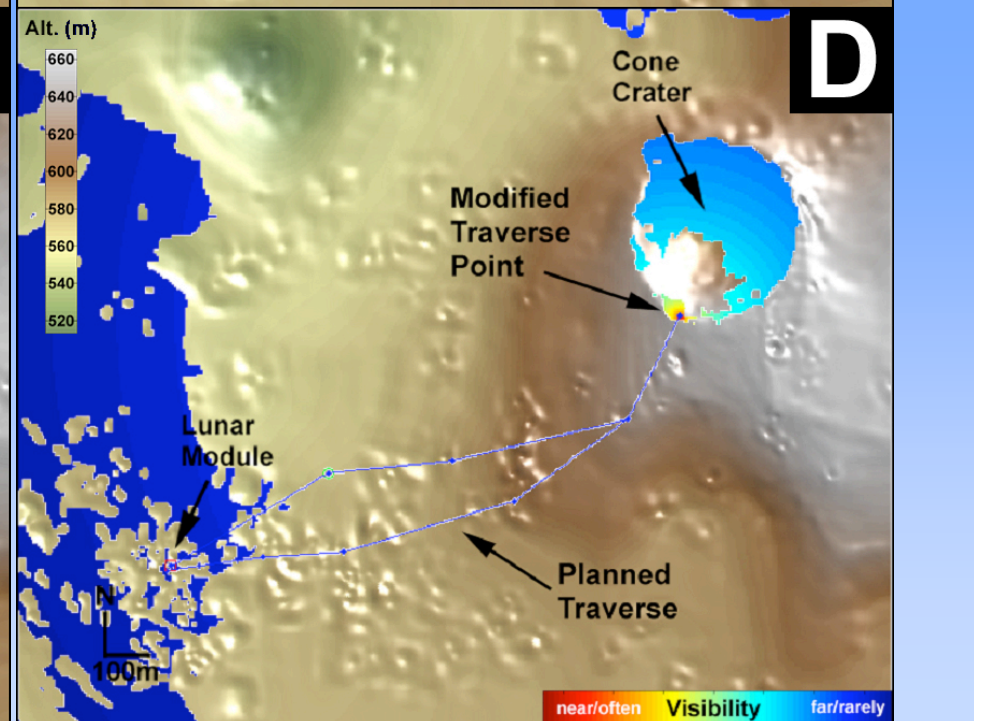 D
Alt. (m)
660
640
620
600
580
560
540
520
Cone
Crater
Modified
Traverse
Point
Lunar
Module
Planned
Traverse
N
100m
near/often Visibility far/rarely